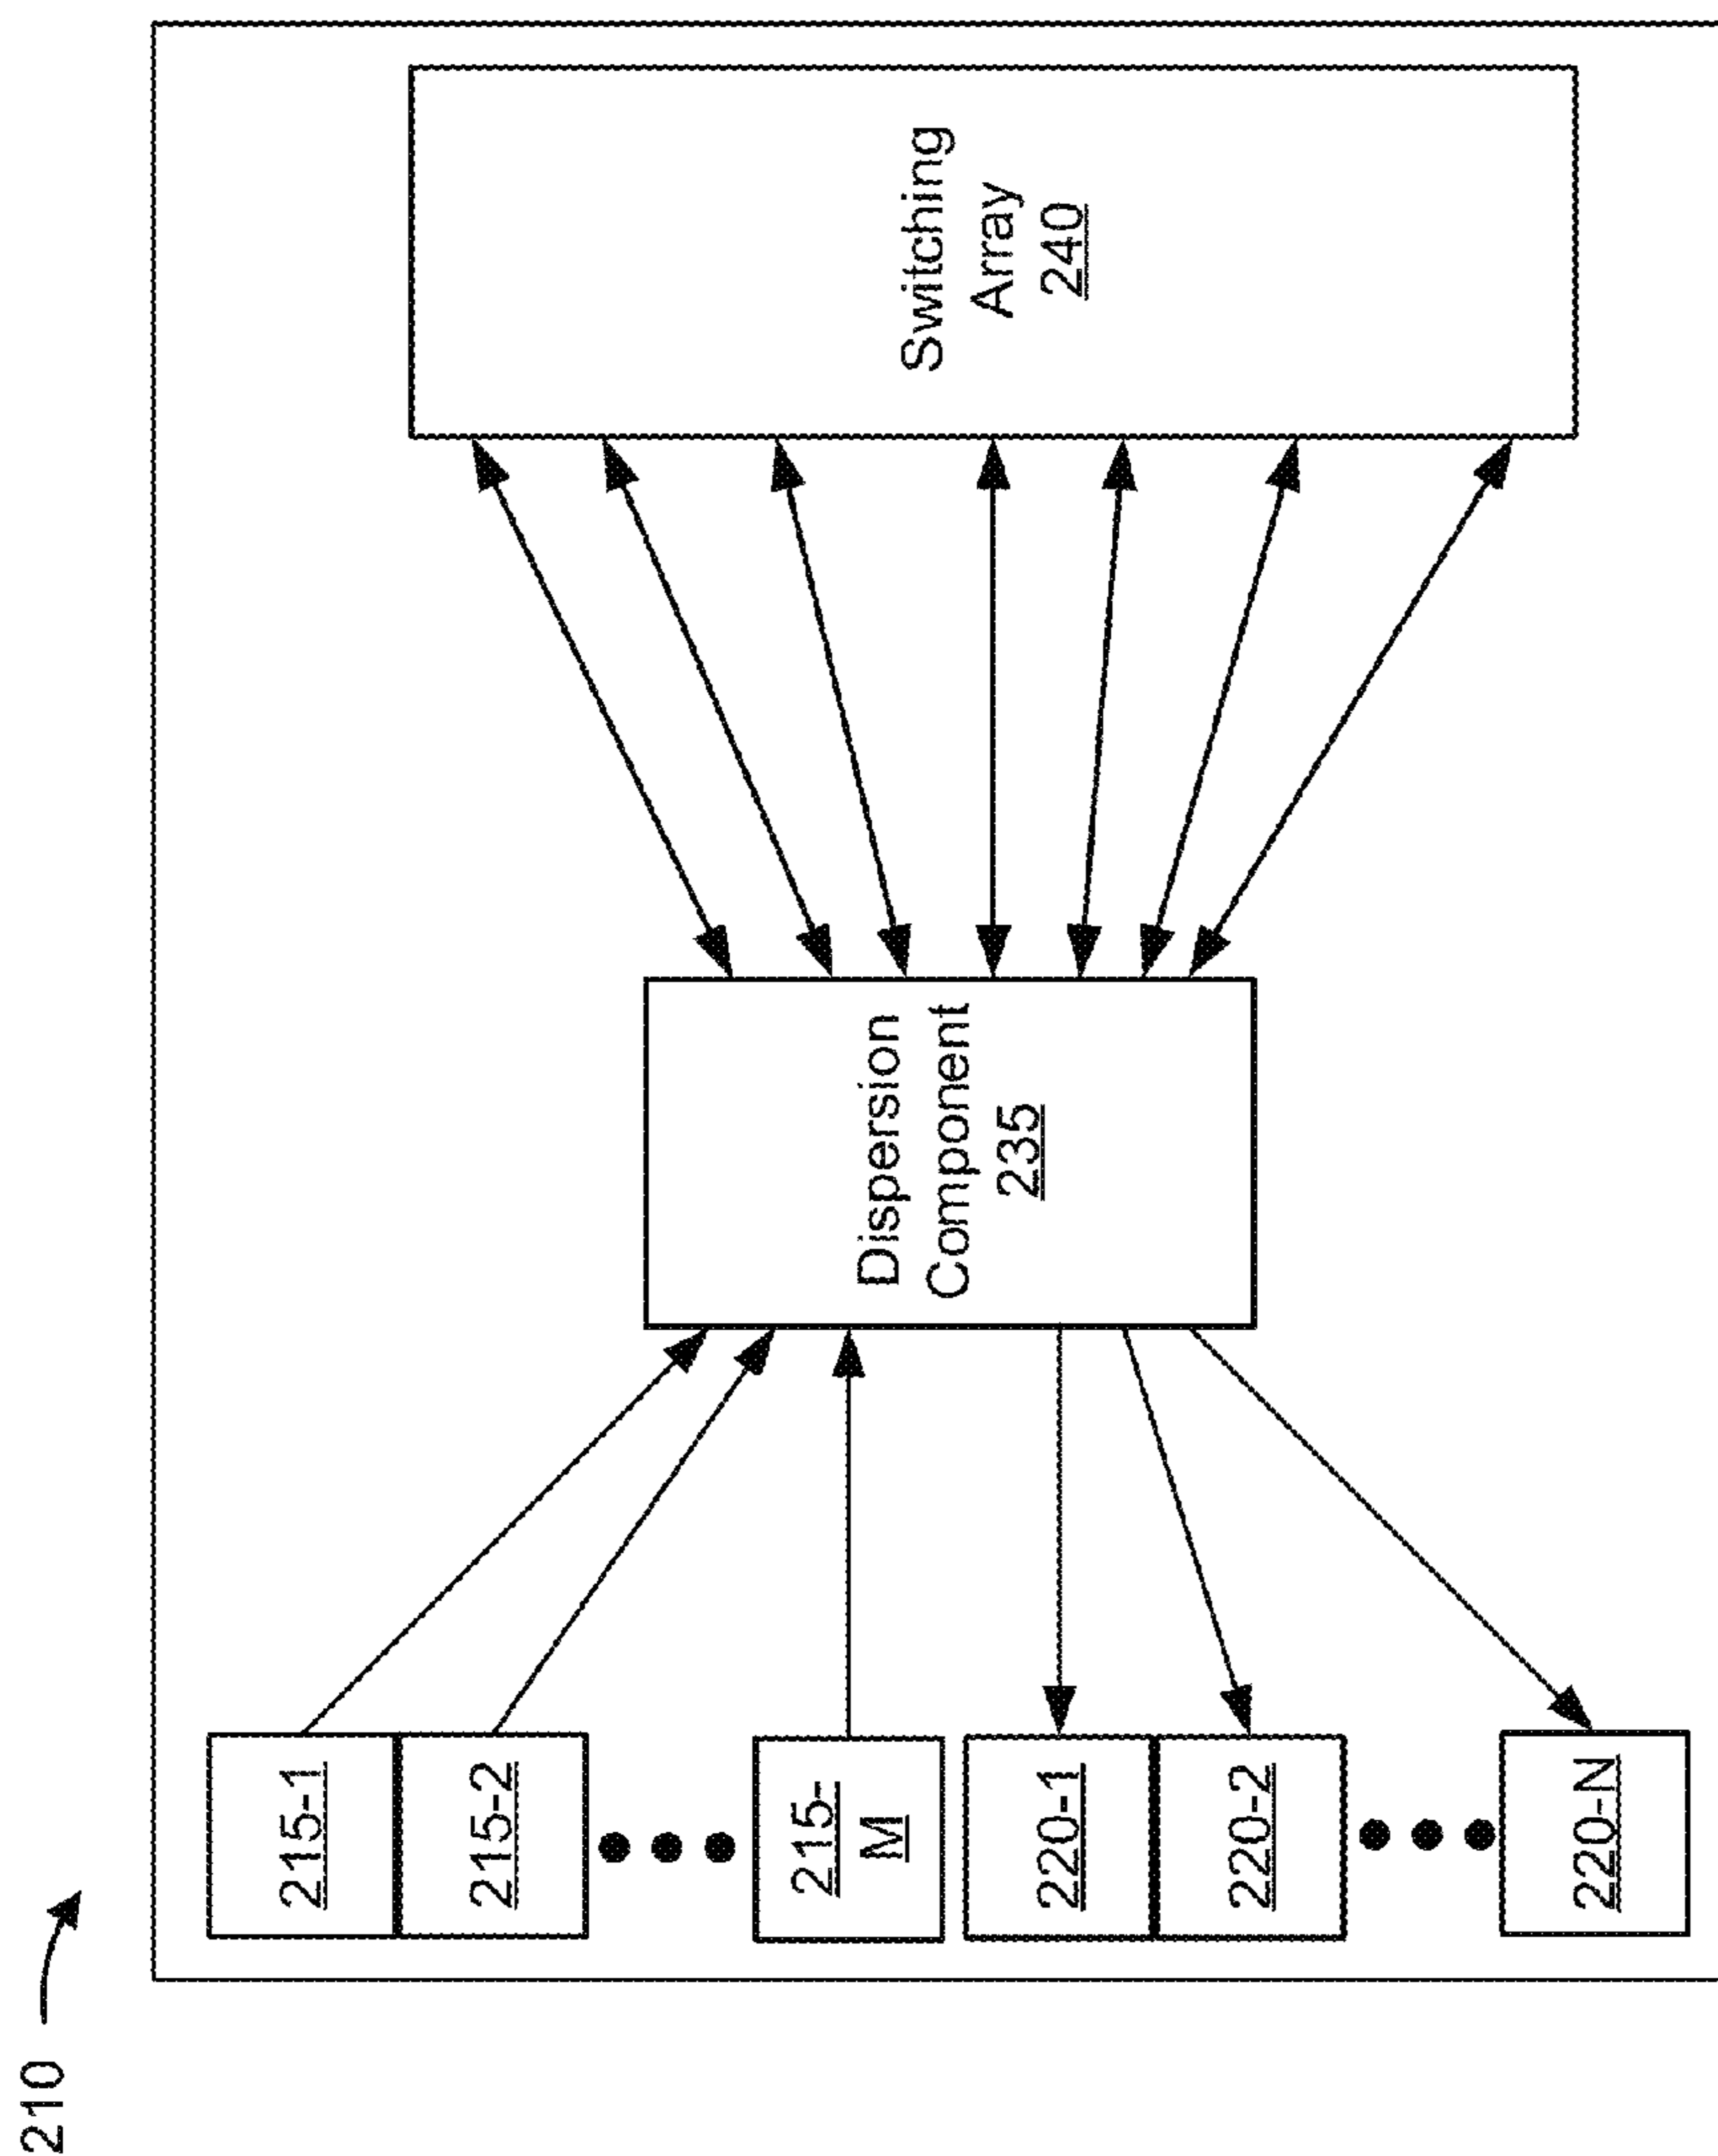 210
215-1
215-2
215-
M
220-1
220-2
220-N
Dispersion
Component
235
Switching
Array
240